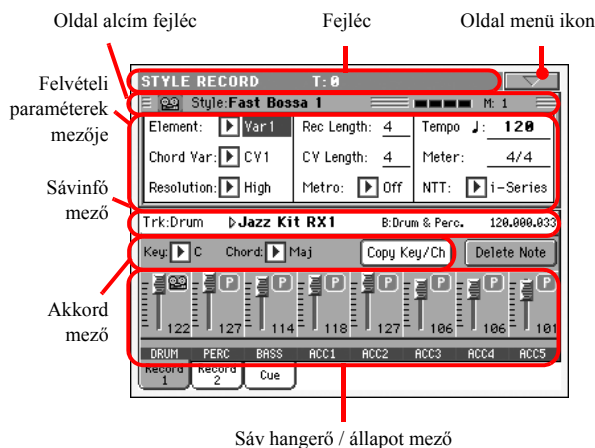 Oldal alcím fejléc
Fejléc
Oldal menü ikon
Felvételi paraméterek mezője
Sávinfó mező
Akkord mező
STYLE RECORD T:0
Style:Fast Bossa 1 M: 1
Element: Var1 Rec Length: 4 Tempo ♩: 120
Chord Var: CV1 CV Length: 4 Meter: 4/4
Resolution: High Metro: Off NTT: i-Series
Trk:Drum Jazz Kit RX1 B:Drum & Perc. 120.000.033
Key: C Chord: Maj Copy Key/Ch Delete Note
P P P P P P P
122 127 114 118 127 106 106 101
DRUM PERC BASS ACC1 ACC2 ACC3 ACC4 ACC5
Record 1 Record 2 Cue
Sáv hangerő / állapot mező